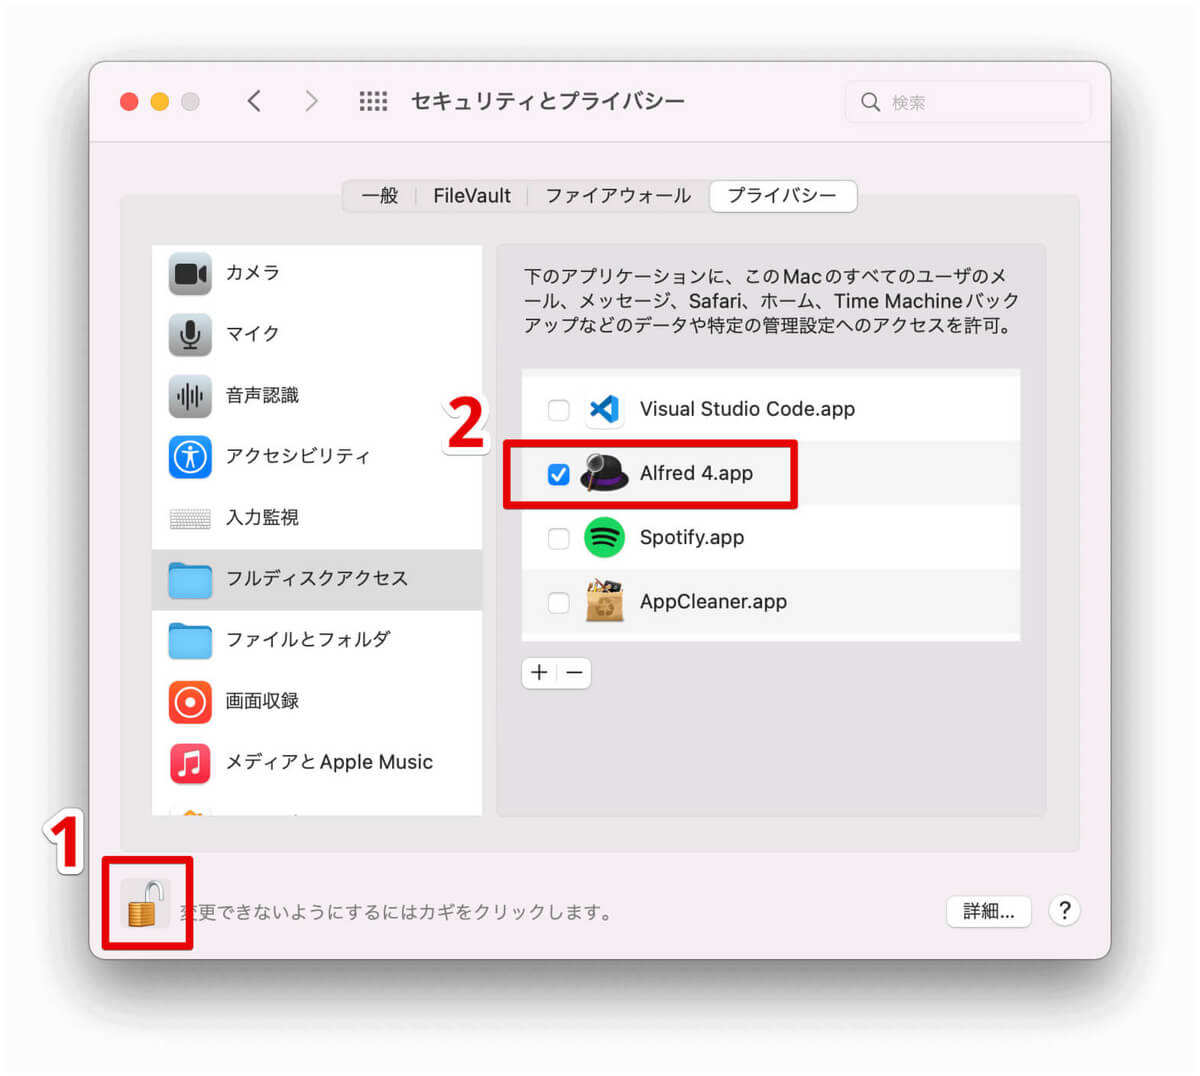 セキュリティとプライバシー
検索
一般
FileVault
ファイアウォール
プライバシー
カメラ
マイク
音声認識
アクセシビリティ
入力監視
フルディスクアクセス
ファイルとフォルダ
画面収録
メディアとApple Music
下のアプリケーションに、このMacのすべてのユーザのメ
ール、メッセージ、Safari、ホーム、Time Machineバック
アップなどのデータや特定の管理設定へのアクセスを許可。
Visual Studio Code.app
2
Alfred 4.app
Spotify.app
AppCleaner.app
+ −
1
変更できないようにするにはカギをクリックします。
詳細...
?